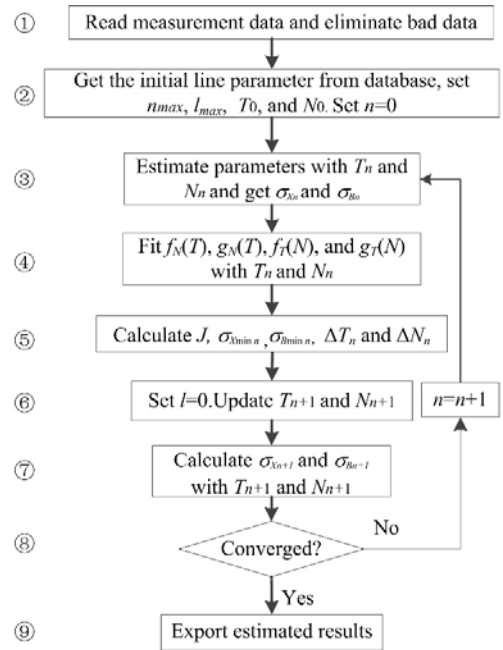 ① Read measurement data and eliminate bad data
② Get the initial line parameter from database, set
nmax, lmax, T0, and N0. Set n=0
③ Estimate parameters with Tn and
Nn and get σXn and σBn
④ Fit fN(T), gN(T), fT(N), and gT(N)
with Tn and Nn
⑤ Calculate J, σXmin n, σBmin n, ΔTn and ΔNn
⑥ Set l=0.Update Tn+1 and Nn+1
n=n+1
⑦ Calculate σXn+1 and σBn+1
with Tn+1 and Nn+1
⑧ Converged?
No
Yes
⑨ Export estimated results